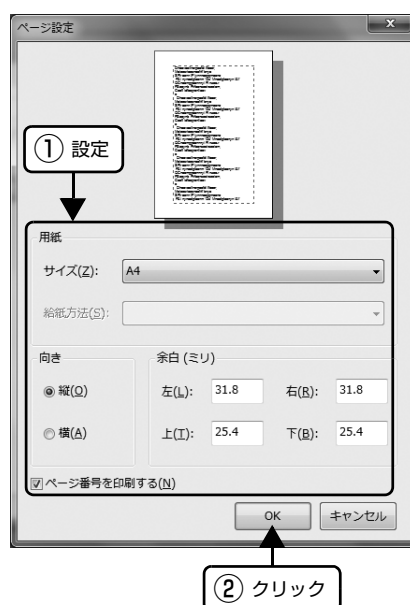 ページ設定
x
① 設定
用紙
サイズ(Z): A4
給紙方法(S):
向き
余白 (ミリ)
縦(O) 左(L): 31.8 右(R): 31.8
横(A) 上(T): 25.4 下(B): 25.4
ページ番号を印刷する(N)
OK キャンセル
② クリック